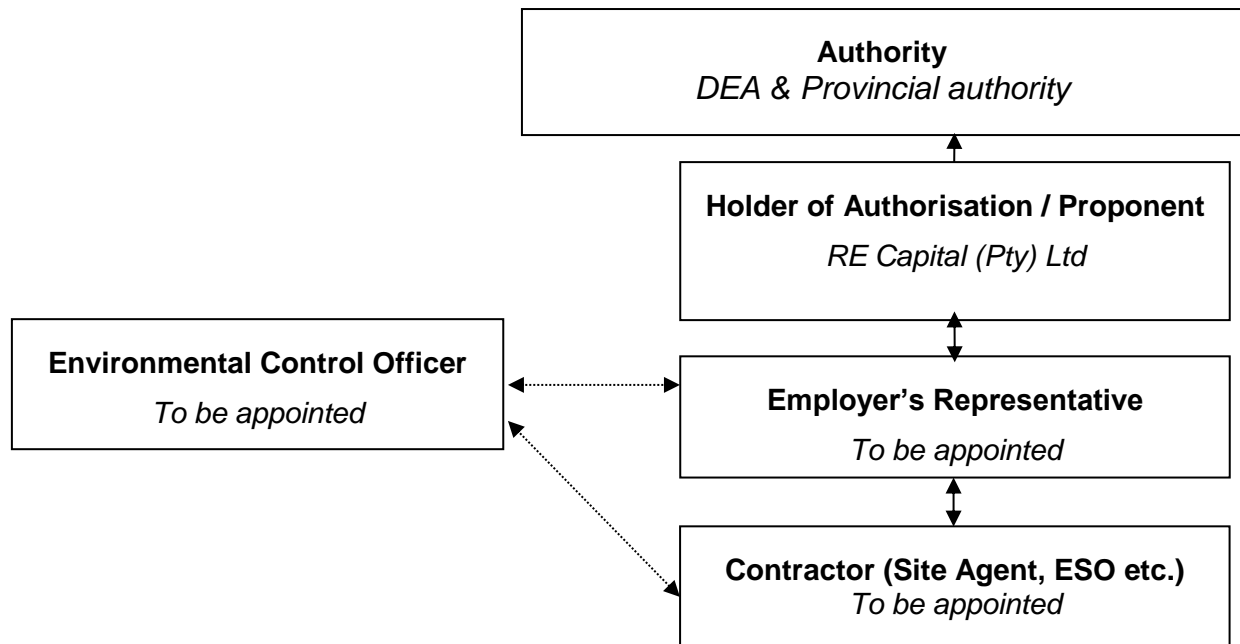 Authority
DEA & Provincial authority
Holder of Authorisation / Proponent
RE Capital (Pty) Ltd
Environmental Control Officer
To be appointed
Employer’s Representative
To be appointed
Contractor (Site Agent, ESO etc.)
To be appointed